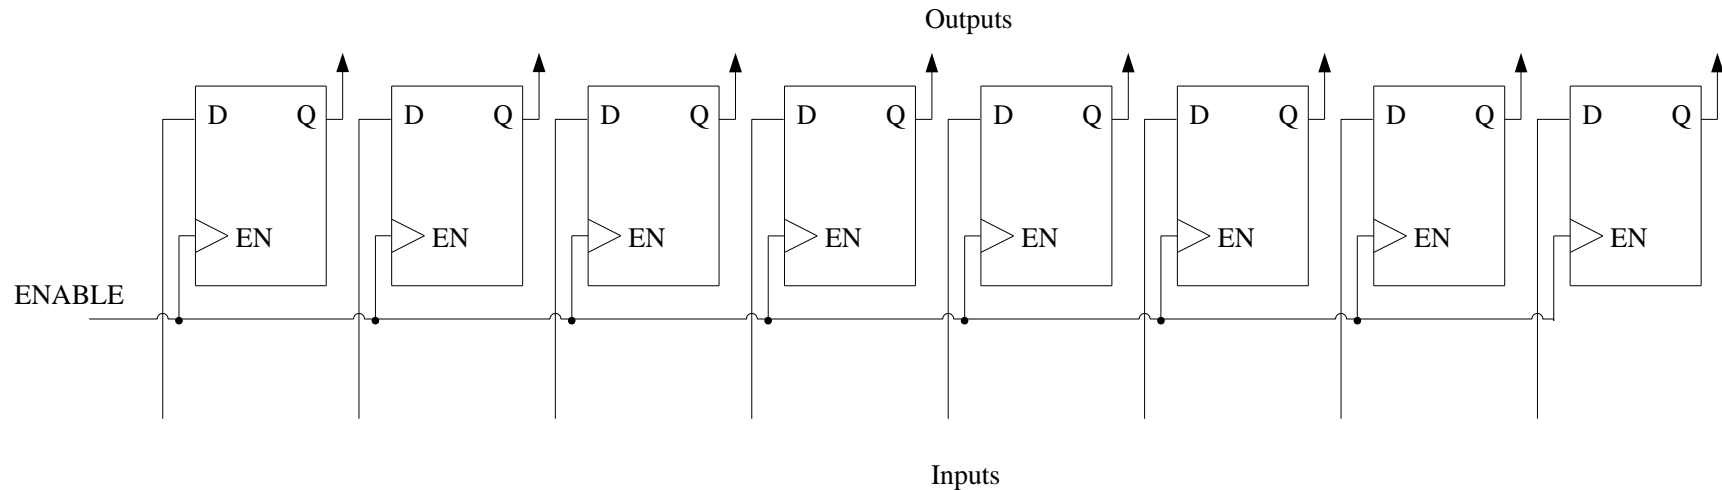 Outputs
D Q D Q D Q D Q D Q D Q D Q D Q
EN EN EN EN EN EN EN EN
ENABLE
Inputs